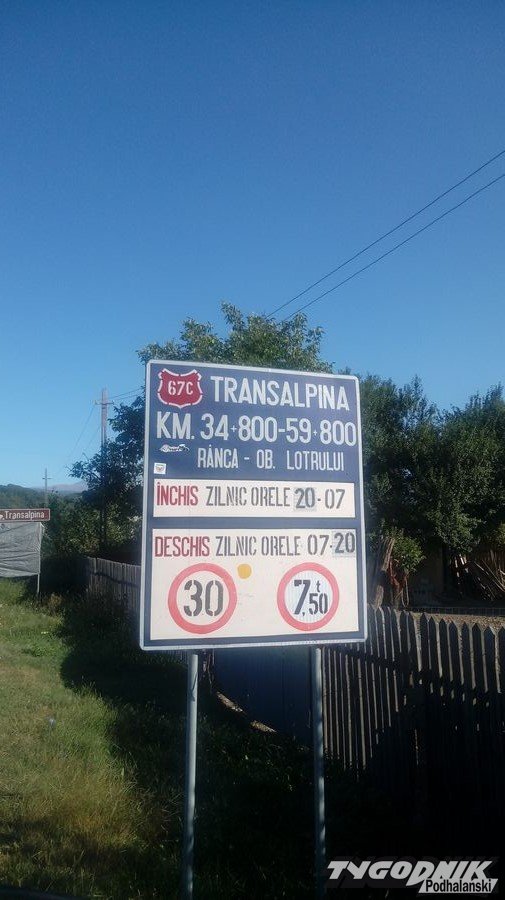 67C TRANSALPINA
KM. 34+800-59+800
RÂNCA - OB. LOTRULUI
ÎNCHIS ZILNIC ORELE 20-07
DESCHIS ZILNIC ORELE 07-20
30 7,50t
Transalpina
TYGODNIK
Podhalański